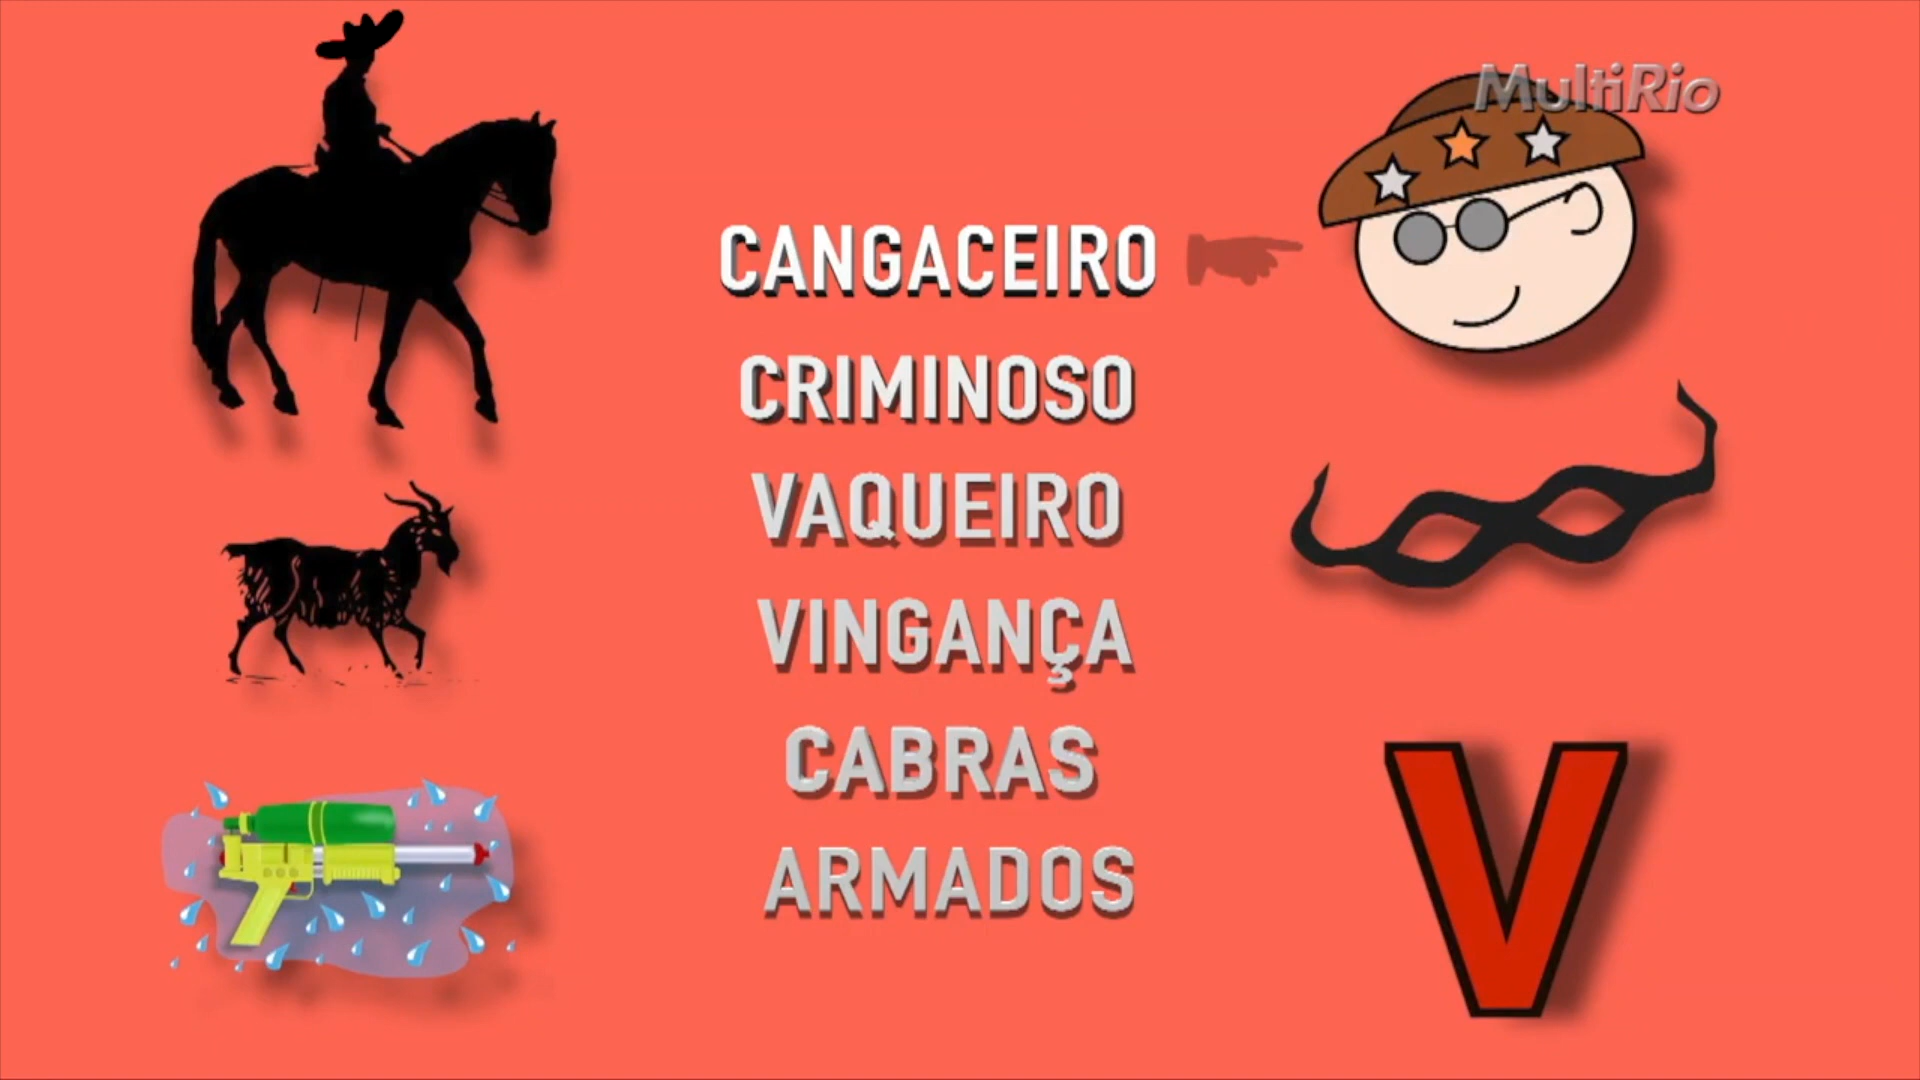 MultiRio
CANGACEIRO
CRIMINOSO
VAQUEIRO
VINGANÇA
CABRAS
ARMADOS
V